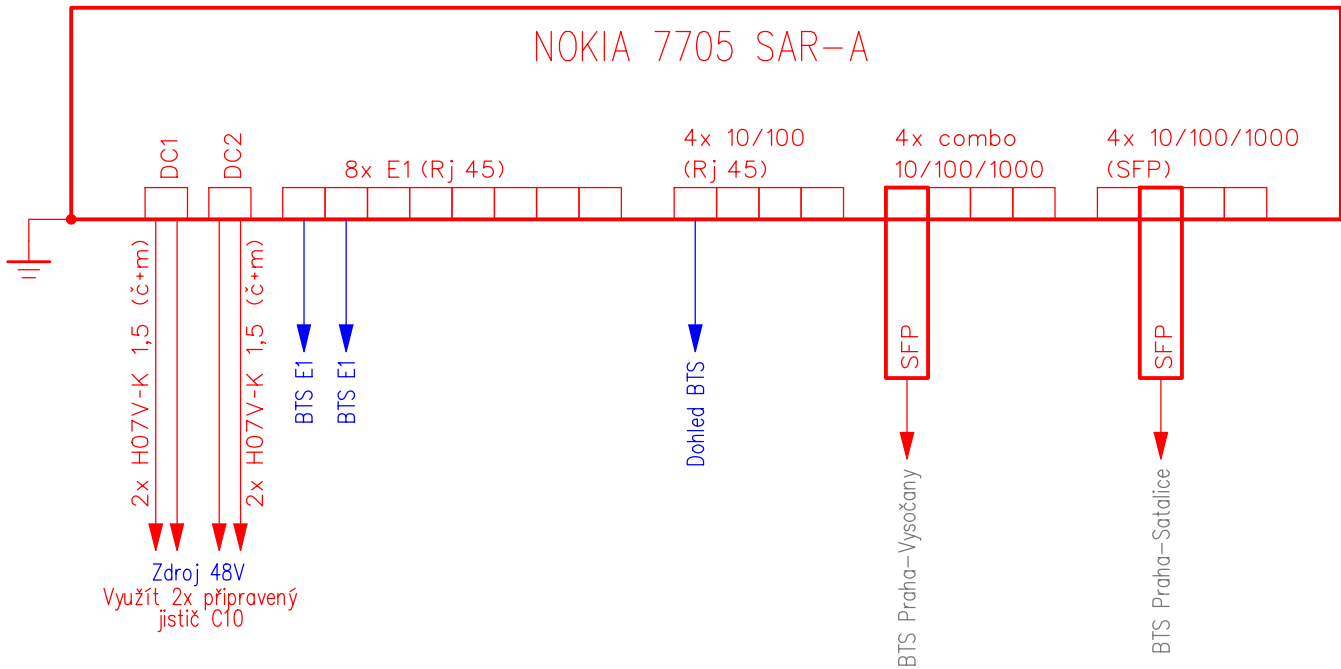 NOKIA 7705 SAR-A
DC1
DC2
8x E1 (Rj 45)
4x 10/100
(Rj 45)
4x combo
10/100/1000
4x 10/100/1000
(SFP)
2x H07V-K 1,5 (č+m)
2x H07V-K 1,5 (č+m)
BTS E1
BTS E1
Dohled BTS
SFP
SFP
BTS Praha-Vysočany
BTS Praha-Satalice
Zdroj 48V
Využít 2x připravený
jistič C10